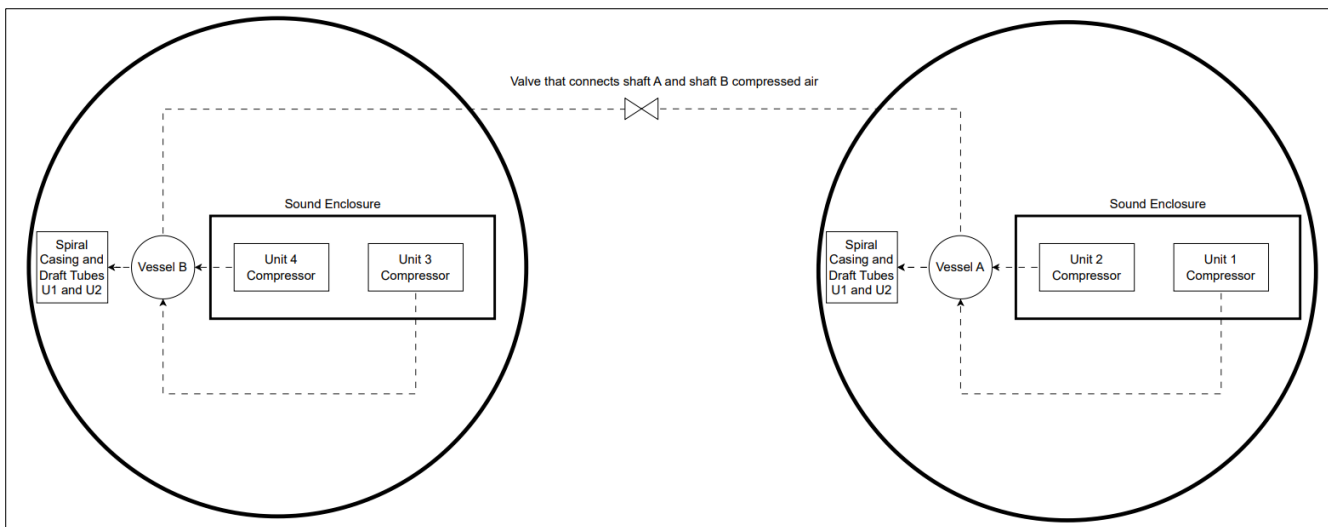 Valve that connects shaft A and shaft B compressed air
Sound Enclosure
Spiral
Casing and
Draft Tubes
U1 and U2
Vessel B
Unit 4
Compressor
Unit 3
Compressor
Sound Enclosure
Spiral
Casing and
Draft Tubes
U1 and U2
Vessel A
Unit 2
Compressor
Unit 1
Compressor